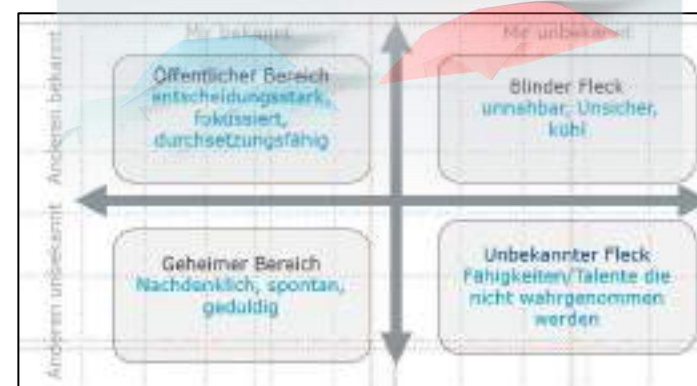 Mir bekannt
Mir unbekannt
Anderen bekannt
Öffentlicher Bereich
entscheidungsstark,
fokussiert,
durchsetzungsfähig
Blinder Fleck
unnahbar, Unsicher,
kühl
Anderen unbekannt
Geheimer Bereich
Nachdenklich, spontan,
geduldig
Unbekannter Fleck
Fähigkeiten/Talente die
nicht wahrgenommen
werden